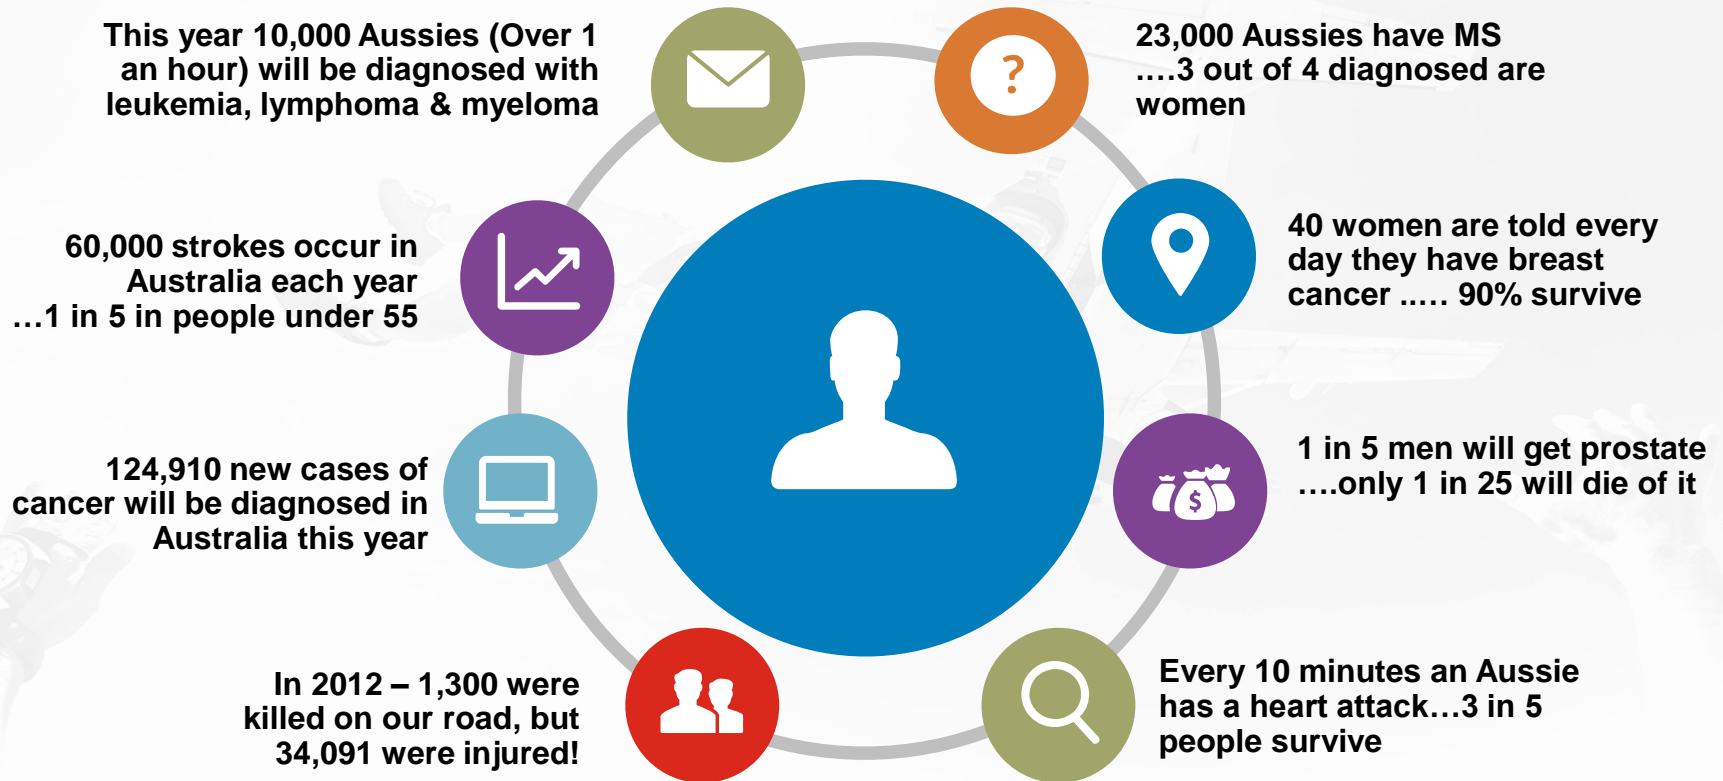 This year 10,000 Aussies (Over 1
an hour) will be diagnosed with
leukemia, lymphoma & myeloma
?
23,000 Aussies have MS
....3 out of 4 diagnosed are
women
60,000 strokes occur in
Australia each year
...1 in 5 in people under 55
40 women are told every
day they have breast
cancer ..... 90% survive
124,910 new cases of
cancer will be diagnosed in
Australia this year
1 in 5 men will get prostate
....only 1 in 25 will die of it
$
In 2012 – 1,300 were
killed on our road, but
34,091 were injured!
Every 10 minutes an Aussie
has a heart attack...3 in 5
people survive